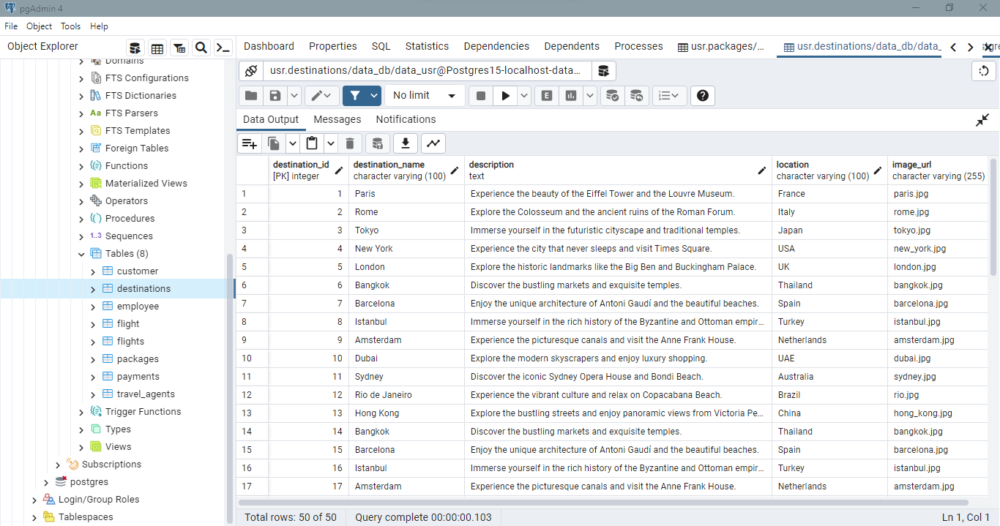 pgAdmin 4
File Object Tools Help
Object Explorer
Dashboard Properties SQL Statistics Dependencies Dependents Processes usr.packages/... usr.destinations/data_db/data_
usr.destinations/data_db/data_usr@Postgres15-localhost-data...
No limit
E
Data Output Messages Notifications
Domains
FTS Configurations
FTS Dictionaries
Aa FTS Parsers
FTS Templates
Foreign Tables
Functions
Materialized Views
Operators
Procedures
1..3 Sequences
Tables (8)
customer
destinations
employee
flight
flights
packages
payments
travel_agents
Trigger Functions
Types
Views
Subscriptions
postgres
Login/Group Roles
Tablespaces
destination_id destination_name description location image_url
[PK] integer character varying (100) text character varying (100) character varying (255)
1 1 Paris Experience the beauty of the Eiffel Tower and the Louvre Museum. France paris.jpg
2 2 Rome Explore the Colosseum and the ancient ruins of the Roman Forum. Italy rome.jpg
3 3 Tokyo Immerse yourself in the futuristic cityscape and traditional temples. Japan tokyo.jpg
4 4 New York Experience the city that never sleeps and visit Times Square. USA new_york.jpg
5 5 London Explore the historic landmarks like the Big Ben and Buckingham Palace. UK london.jpg
6 6 Bangkok Discover the bustling markets and exquisite temples. Thailand bangkok.jpg
7 7 Barcelona Enjoy the unique architecture of Antoni Gaudí and the beautiful beaches. Spain barcelona.jpg
8 8 Istanbul Immerse yourself in the rich history of the Byzantine and Ottoman empir... Turkey istanbul.jpg
9 9 Amsterdam Experience the picturesque canals and visit the Anne Frank House. Netherlands amsterdam.jpg
10 10 Dubai Explore the modern skyscrapers and enjoy luxury shopping. UAE dubai.jpg
11 11 Sydney Discover the iconic Sydney Opera House and Bondi Beach. Australia sydney.jpg
12 12 Rio de Janeiro Experience the vibrant culture and relax on Copacabana Beach. Brazil rio.jpg
13 13 Hong Kong Explore the bustling streets and enjoy panoramic views from Victoria Pe... China hong_kong.jpg
14 14 Bangkok Discover the bustling markets and exquisite temples. Thailand bangkok.jpg
15 15 Barcelona Enjoy the unique architecture of Antoni Gaudí and the beautiful beaches. Spain barcelona.jpg
16 16 Istanbul Immerse yourself in the rich history of the Byzantine and Ottoman empir... Turkey istanbul.jpg
17 17 Amsterdam Experience the picturesque canals and visit the Anne Frank House. Netherlands amsterdam.jpg
Total rows: 50 of 50 Query complete 00:00:00.103 Ln 1, Col 1